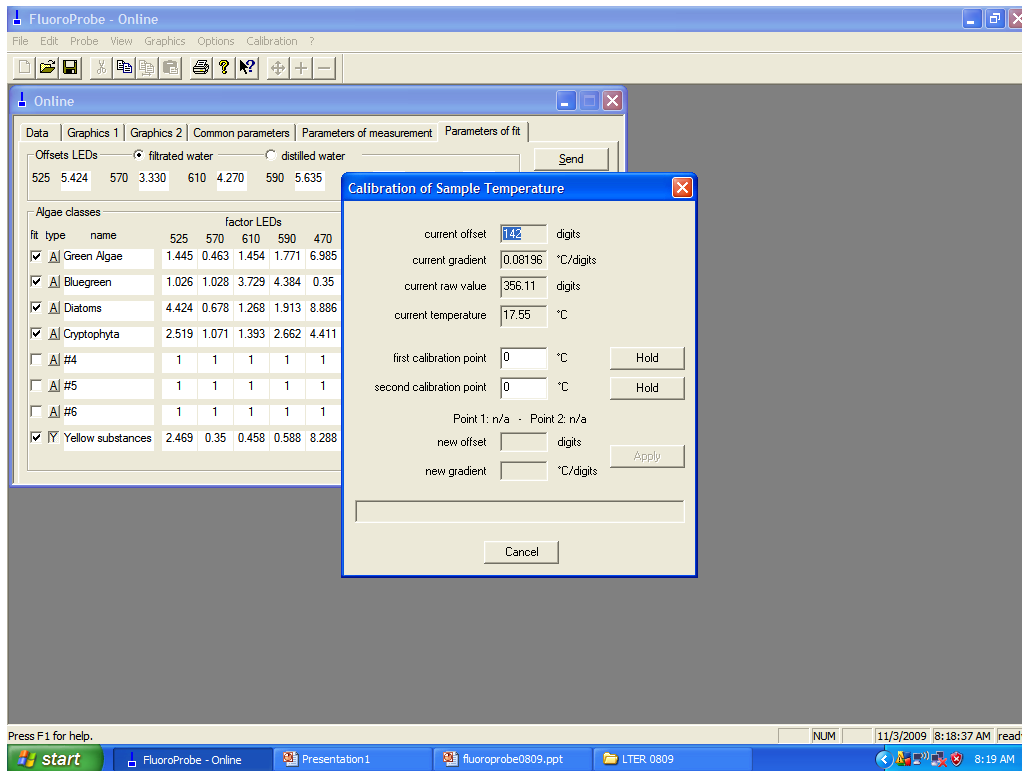 FluoroProbe - Online
File Edit Probe View Graphics Options Calibration ?
Online
Data Graphics 1 Graphics 2 Common parameters Parameters of measurement Parameters of fit
Offsets LEDs filtrated water distilled water
Send
525 5.424 570 3.330 610 4.270 590 5.635
Algae classes
factor LEDs
fit type name 525 570 610 590 470
A Green Algae 1.445 0.463 1.454 1.771 6.985
A Bluegreen 1.026 1.028 3.729 4.384 0.35
A Diatoms 4.424 0.678 1.268 1.913 8.886
A Cryptophyta 2.519 1.071 1.393 2.662 4.411
A #4 1 1 1 1 1
A #5 1 1 1 1 1
A #6 1 1 1 1 1
Y Yellow substances 2.469 0.35 0.458 0.588 8.288
Calibration of Sample Temperature
current offset 142 digits
current gradient 0.08196 °C/digits
current raw value 356.11 digits
current temperature 17.55 °C
first calibration point 0 °C Hold
second calibration point 0 °C Hold
Point 1: n/a - Point 2: n/a
new offset digits
Apply
new gradient °C/digits
Cancel
Press F1 for help.
NUM 11/3/2009 8:18:37 AM read
start FluoroProbe - Online Presentation1 fluoroprobe0809.ppt LTER 0809 8:19 AM